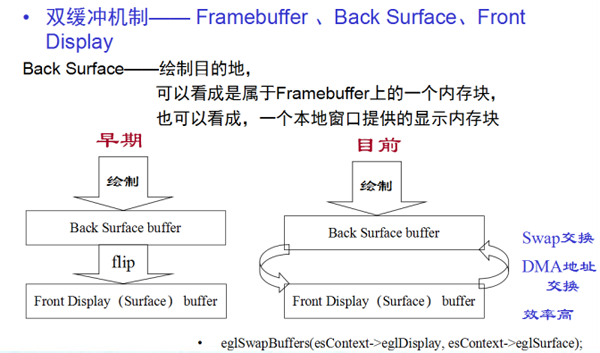 • 双缓冲机制—— Framebuffer 、Back Surface、Front
Display
Back Surface——绘制目的地，
可以看成是属于Framebuffer上的一个内存块，
也可以看成，一个本地窗口提供的显示内存块
早期
目前
绘制
绘制
Back Surface buffer
Back Surface buffer
Swap交换
flip
DMA地址
交换
Front Display（Surface） buffer
Front Display（Surface） buffer
效率高
• eglSwapBuffers(esContext->eglDisplay, esContext->eglSurface);